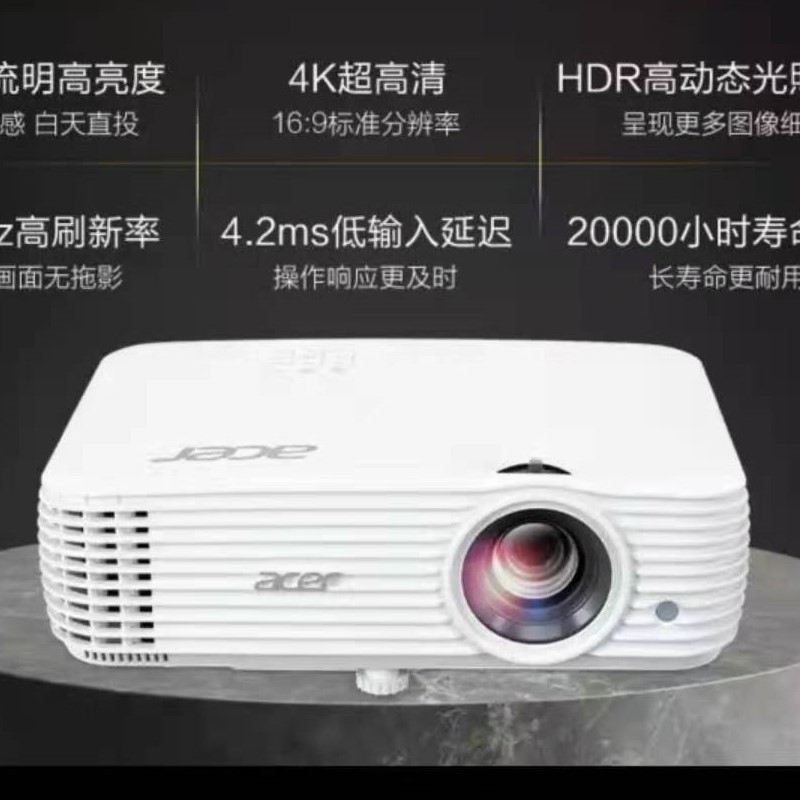 流明高亮度
4K超高清
HDR高动态光照
感 白天直投
16:9标准分辨率
呈现更多图像细
z高刷新率
4.2ms低输入延迟
20000小时寿命
画面无拖影
操作响应更及时
长寿命更耐用
acer
acer